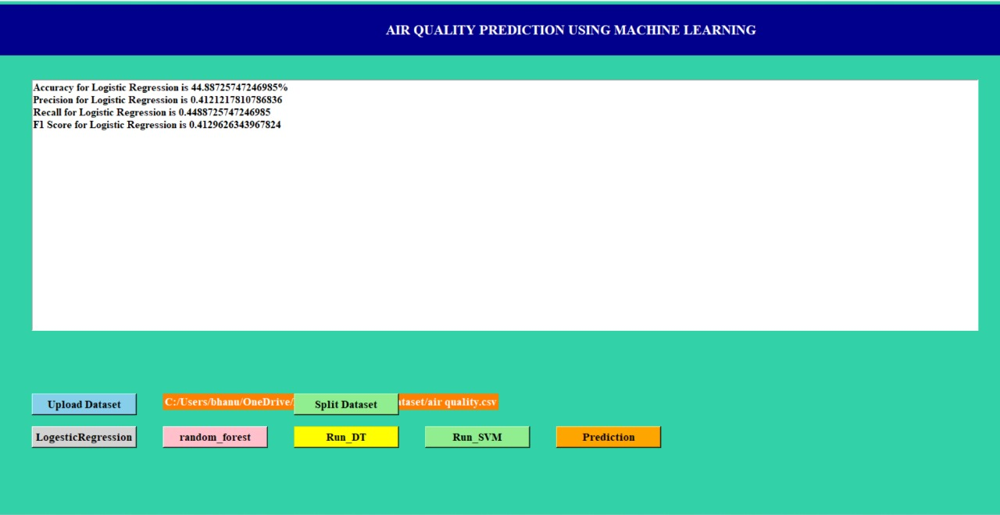 AIR QUALITY PREDICTION USING MACHINE LEARNING
Accuracy for Logistic Regression is 44.88725747246985%
Precision for Logistic Regression is 0.4121217810786836
Recall for Logistic Regression is 0.4488725747246985
F1 Score for Logistic Regression is 0.4129626343967824
Upload Dataset C:/Users/bhanu/OneDrive/ Split Dataset ataset/air quality.csv
LogesticRegression random_forest Run_DT Run_SVM Prediction